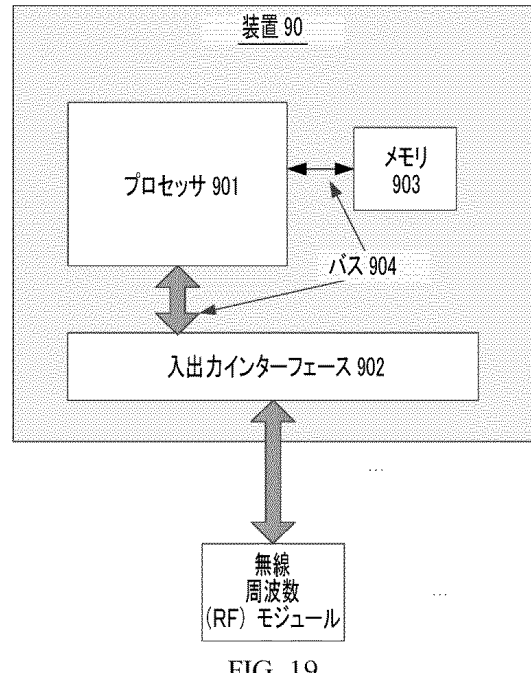 装置 90
プロセッサ 901
メモリ
903
バス 904
入出力インターフェース 902
...
無線
周波数
(RF) モジュール
...
FIG. 19